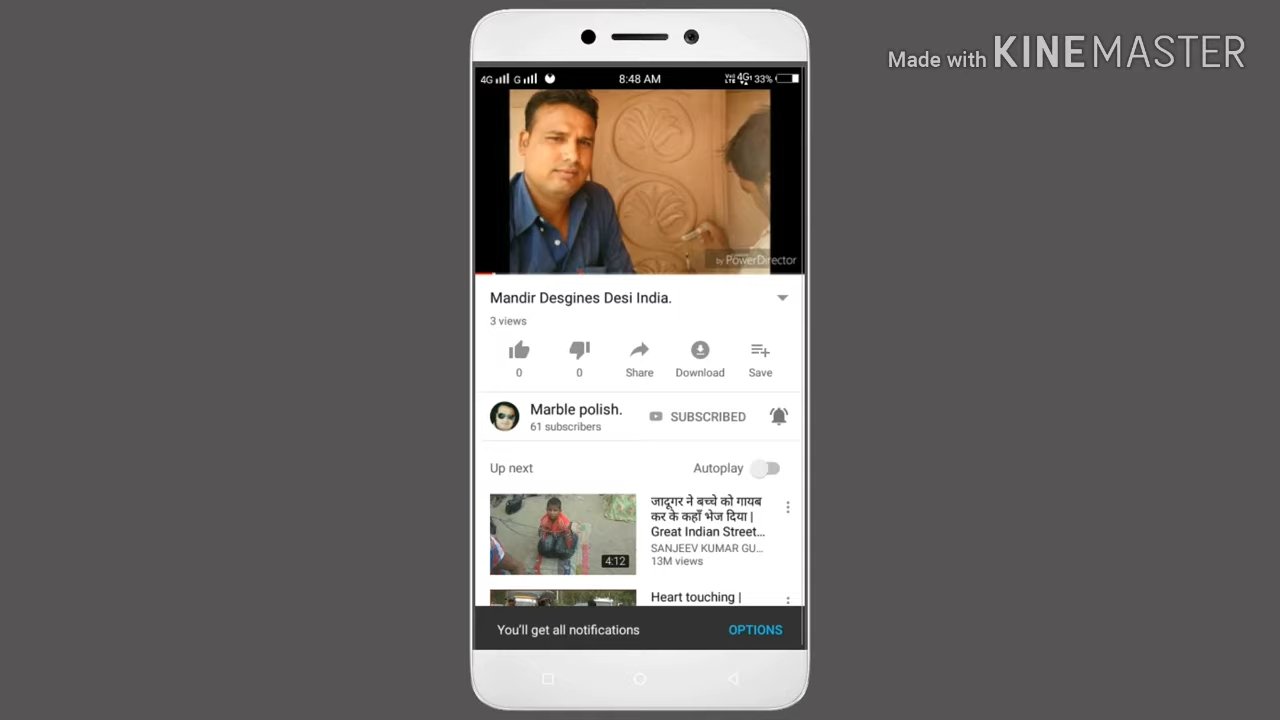 Made with KINEMASTER
4G G 8:48 AM VoLTE 4G 33%
by PowerDirector
Mandir Desgines Desi India.
3 views
0 0 Share Download Save
Marble polish. SUBSCRIBED
61 subscribers
Up next Autoplay
जादूगर ने बच्चे को गायब
कर के कहाँ भेज दिया |
Great Indian Street...
SANJEEV KUMAR GU...
13M views
4:12
Heart touching |
You'll get all notifications OPTIONS